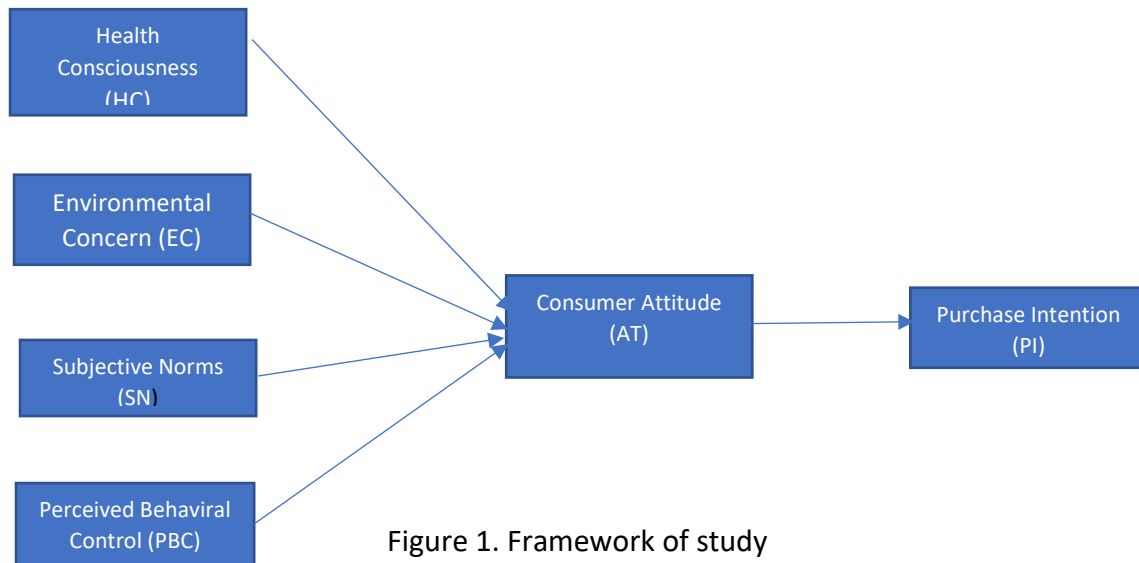 Health
Consciousness
(HC)
Environmental
Concern (EC)
Subjective Norms
(SN)
Perceived Behaviral
Control (PBC)
Consumer Attitude
(AT)
Purchase Intention
(PI)
Figure 1. Framework of study